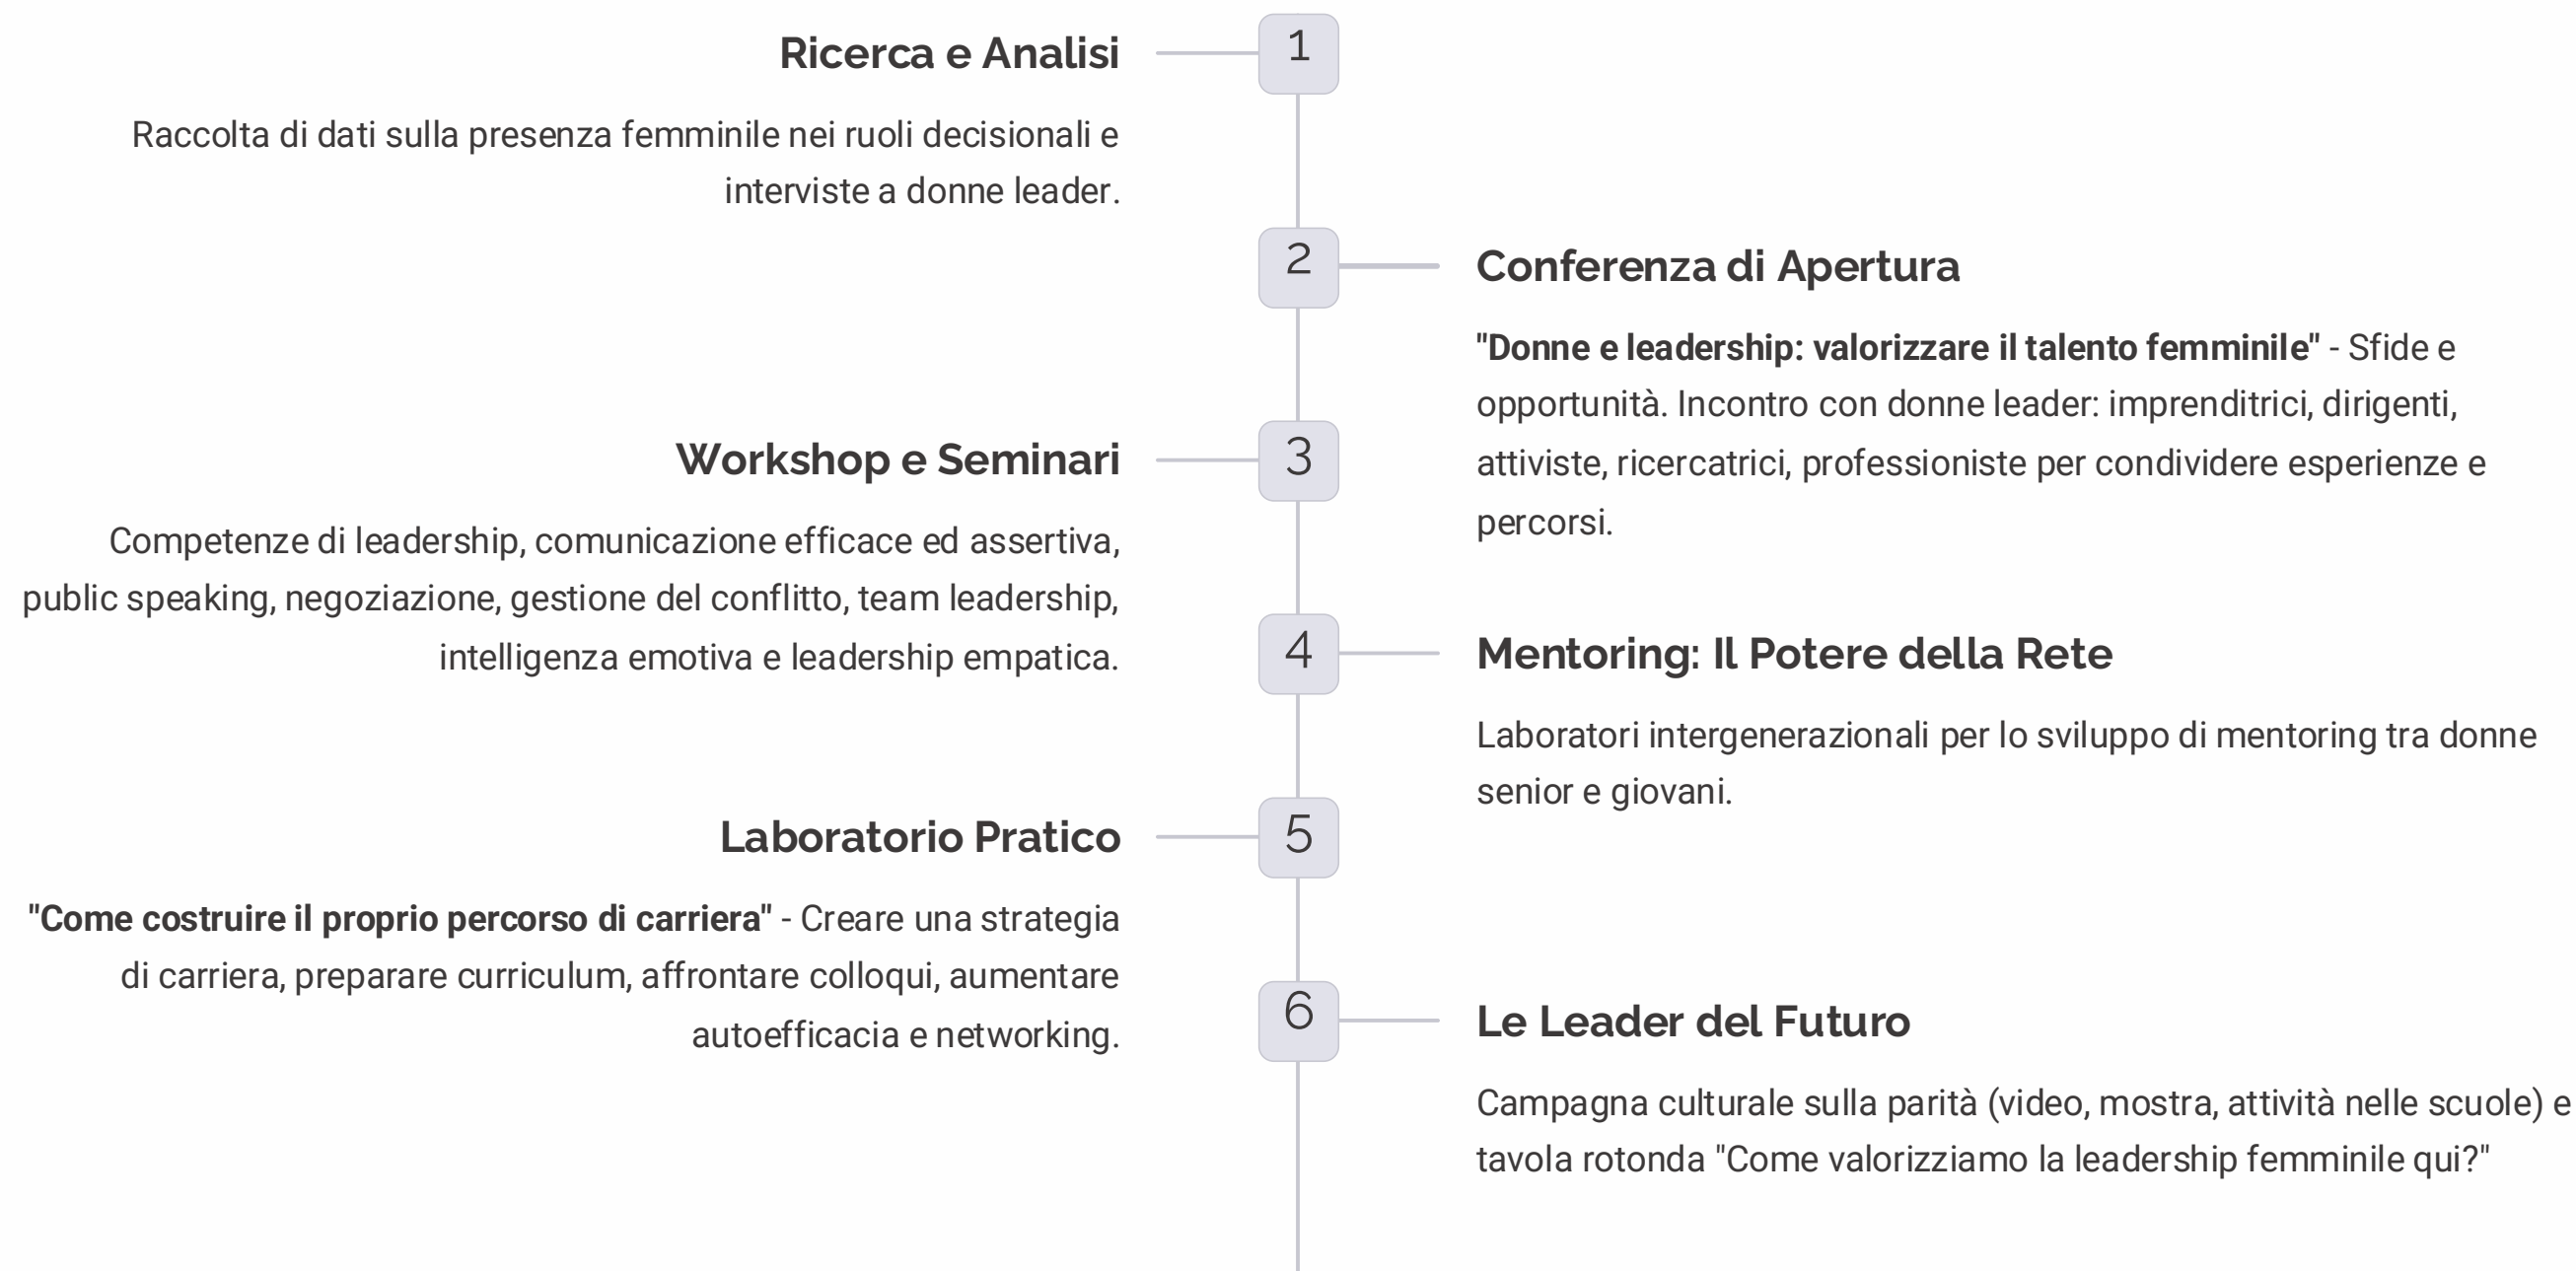 1
Ricerca e Analisi
Raccolta di dati sulla presenza femminile nei ruoli decisionali e
interviste a donne leader.
2
Conferenza di Apertura
"Donne e leadership: valorizzare il talento femminile" - Sfide e
opportunità. Incontro con donne leader: imprenditrici, dirigenti,
attiviste, ricercatrici, professioniste per condividere esperienze e
percorsi.
3
Workshop e Seminari
Competenze di leadership, comunicazione efficace ed assertiva,
public speaking, negoziazione, gestione del conflitto, team leadership,
intelligenza emotiva e leadership empatica.
4
Mentoring: Il Potere della Rete
Laboratori intergenerazionali per lo sviluppo di mentoring tra donne
senior e giovani.
5
Laboratorio Pratico
"Come costruire il proprio percorso di carriera" - Creare una strategia
di carriera, preparare curriculum, affrontare colloqui, aumentare
autoefficacia e networking.
6
Le Leader del Futuro
Campagna culturale sulla parità (video, mostra, attività nelle scuole) e
tavola rotonda "Come valorizziamo la leadership femminile qui?"